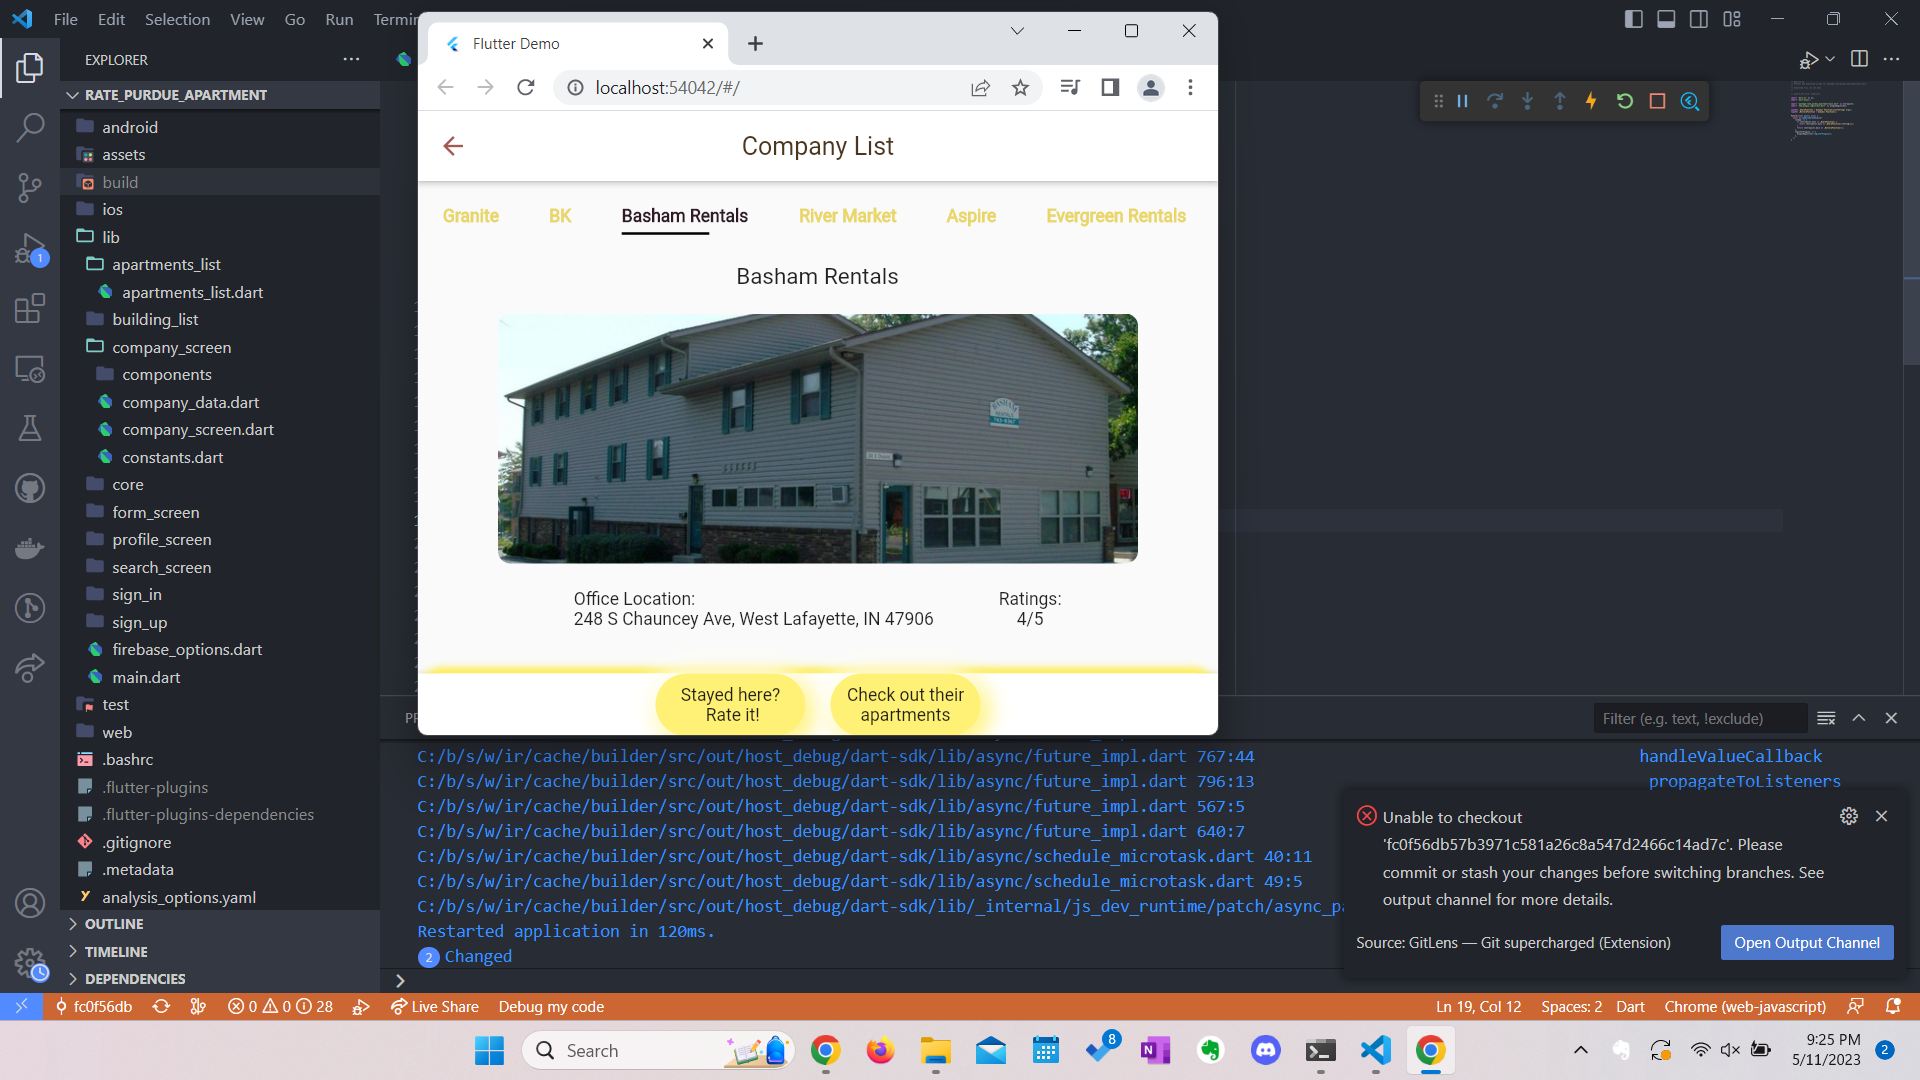 File Edit Selection View Go Run Termin
EXPLORER
RATE_PURDUE_APARTMENT
android
assets
build
ios
lib
apartments_list
apartments_list.dart
building_list
company_screen
components
company_data.dart
company_screen.dart
constants.dart
core
form_screen
profile_screen
search_screen
sign_in
sign_up
firebase_options.dart
main.dart
test
web
.bashrc
.flutter-plugins
.flutter-plugins-dependencies
.gitignore
.metadata
analysis_options.yaml
OUTLINE
TIMELINE
DEPENDENCIES
1
Flutter Demo
localhost:54042/#/
Company List
Granite BK Basham Rentals River Market Aspire Evergreen Rentals
Basham Rentals
BASHAM
Office Location:
248 S Chauncey Ave, West Lafayette, IN 47906
Ratings:
4/5
Stayed here?
Rate it!
Check out their
apartments
Filter (e.g. text, !exclude)
C:/b/s/w/ir/cache/builder/src/out/host_debug/dart-sdk/lib/async/future_impl.dart 767:44 handleValueCallback
C:/b/s/w/ir/cache/builder/src/out/host_debug/dart-sdk/lib/async/future_impl.dart 796:13 propagateToListeners
C:/b/s/w/ir/cache/builder/src/out/host_debug/dart-sdk/lib/async/future_impl.dart 567:5
C:/b/s/w/ir/cache/builder/src/out/host_debug/dart-sdk/lib/async/future_impl.dart 640:7
C:/b/s/w/ir/cache/builder/src/out/host_debug/dart-sdk/lib/async/schedule_microtask.dart 40:11
C:/b/s/w/ir/cache/builder/src/out/host_debug/dart-sdk/lib/async/schedule_microtask.dart 49:5
C:/b/s/w/ir/cache/builder/src/out/host_debug/dart-sdk/lib/_internal/js_dev_runtime/patch/async_pa
Restarted application in 120ms.
2 Changed
Unable to checkout
'fc0f56db57b3971c581a26c8a547d2466c14ad7c'. Please
commit or stash your changes before switching branches. See
output channel for more details.
Source: GitLens — Git supercharged (Extension)
Open Output Channel
fc0f56db 0 0 28 Live Share Debug my code
Ln 19, Col 12 Spaces: 2 Dart Chrome (web-javascript)
Search
8
9:25 PM
5/11/2023
2